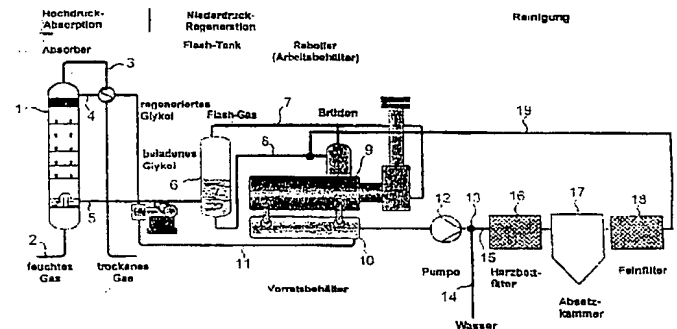 Hochdruck-
Absorption
Niederdruck-
Regeneration
Reinigung
Absorber
Flash-Tank
Reboiler
(Arbeitsbehälter)
3
1
4
regeneriertes
Glykol
Flash-Gas
7
Brüden
19
8
beladenes
Glykol
6
9
5
12
13
16
17
18
2
feuchtes
Gas
trockenes
Gas
11
10
Pumpe
15
14
Harzbett-
filter
Absetz-
kammer
Feinfilter
Vorratsbehälter
Wasser